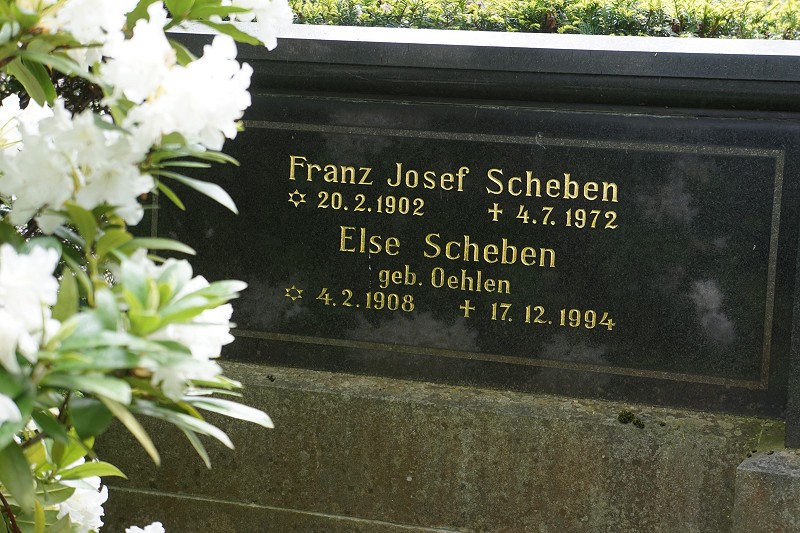 Franz Josef Scheben
✡ 20.2.1902 ✝ 4.7.1972
Else Scheben
geb. Oehlen
✡ 4.2.1908 ✝ 17.12.1994